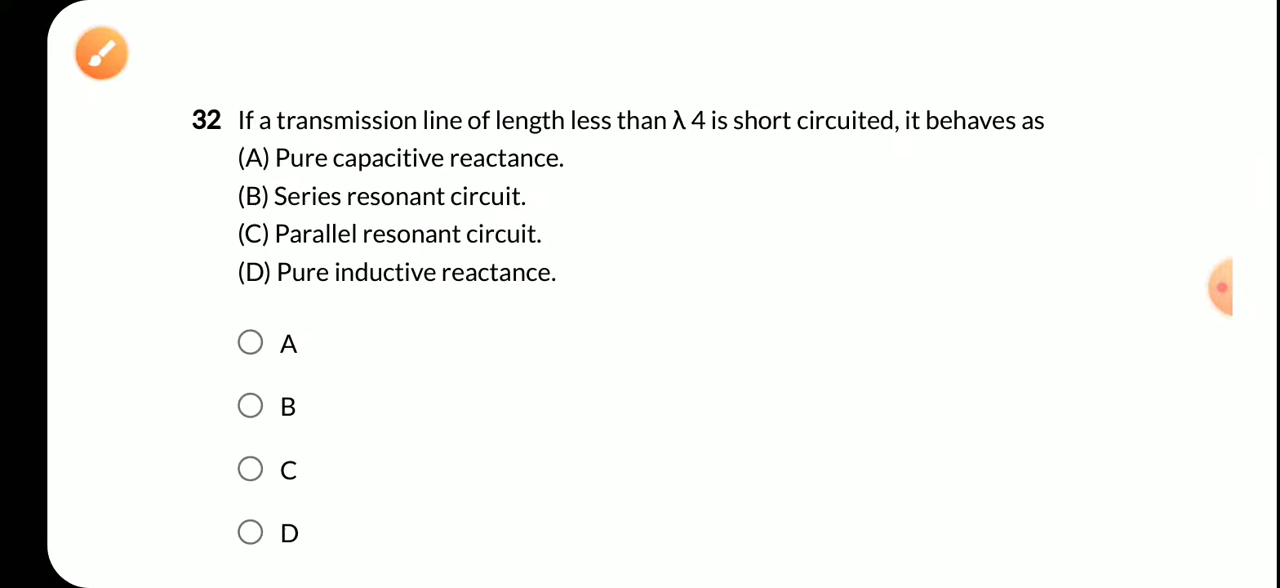 32 If a transmission line of length less than λ 4 is short circuited, it behaves as
(A) Pure capacitive reactance.
(B) Series resonant circuit.
(C) Parallel resonant circuit.
(D) Pure inductive reactance.
A
B
C
D